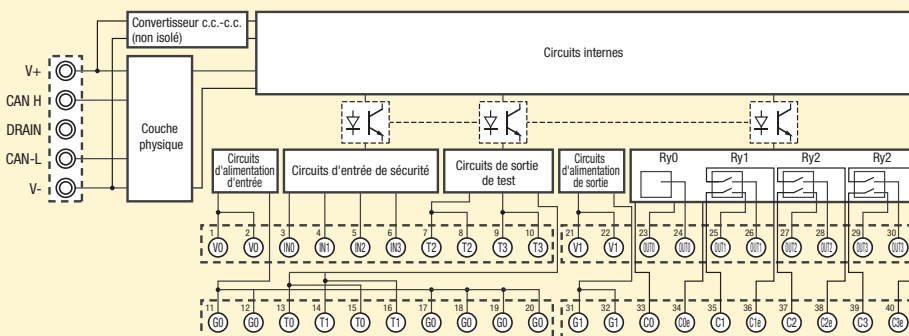 Convertisseur c.c.-c.c.
(non isolé)
Circuits internes
V+
CAN H
DRAIN
CAN-L
V-
Couche
physique
Circuits
d'alimentation
d'entrée
Circuits d'entrée de sécurité
Circuits de sortie
de test
Circuits
d'alimentation
de sortie
Ry0 Ry1 Ry2 Ry2
1 2 3 4 5 6 7 8 9 10
V0 V0 IN0 IN1 IN2 IN3 T2 T2 T3 T3
21 22 23 24 25 26 27 28 29 30
V1 V1 OUT0 OUT0 OUT1 OUT1 OUT2 OUT2 OUT3 OUT3
11 12 13 14 15 16 17 18 19 20
G0 G0 T0 T1 T0 T1 G0 G0 G0 G0
31 32 33 34 35 36 37 38 39 40
G1 G1 C0 C0e C1 C1e C2 C2e C3 C3e